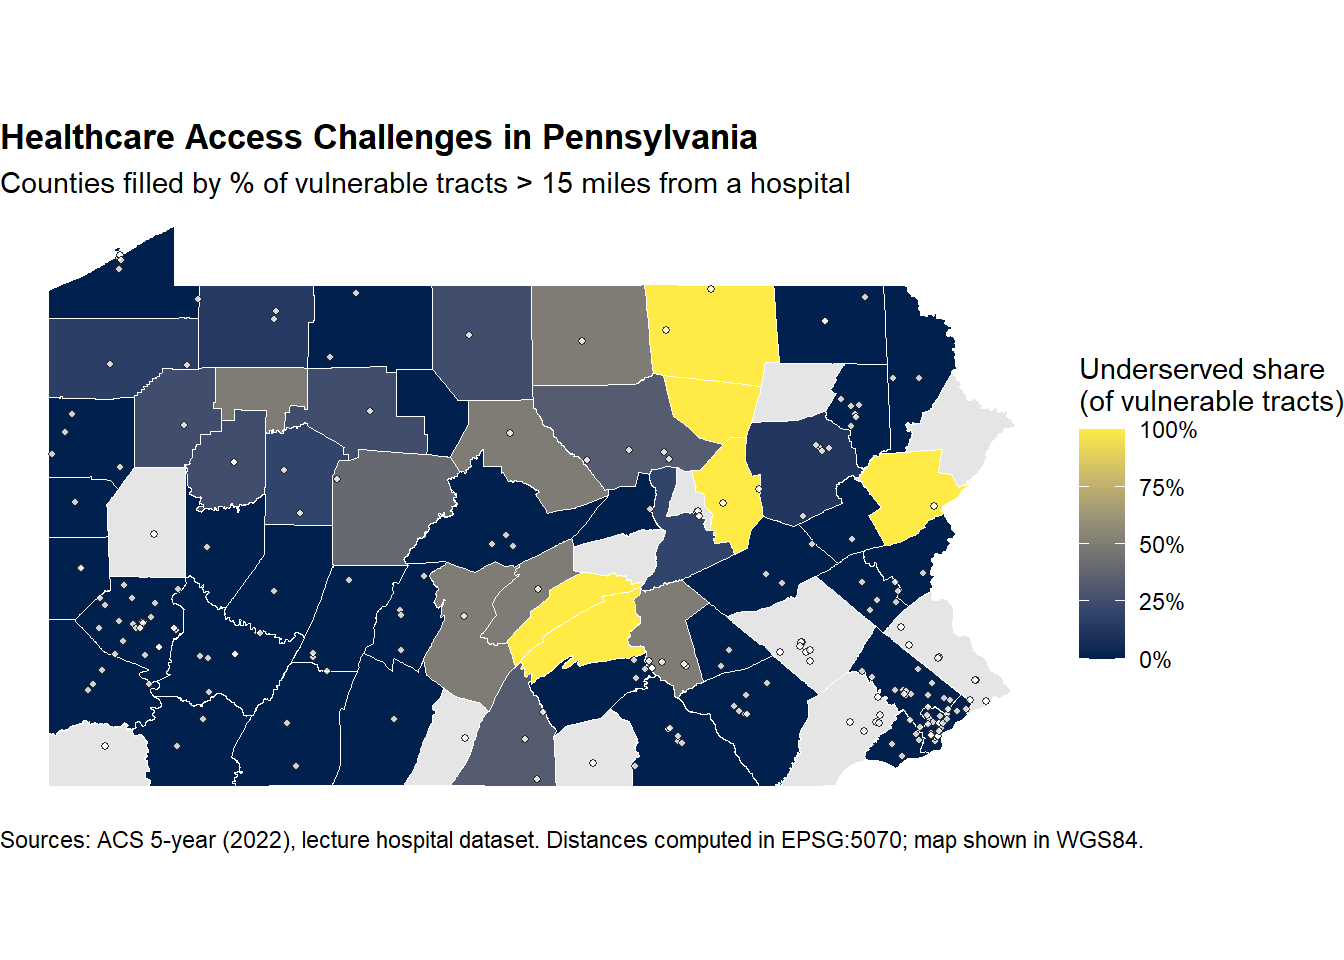 Healthcare Access Challenges in Pennsylvania
Counties filled by % of vulnerable tracts > 15 miles from a hospital
Underserved share
(of vulnerable tracts)
100%
75%
50%
25%
0%
Sources: ACS 5-year (2022), lecture hospital dataset. Distances computed in EPSG:5070; map shown in WGS84.